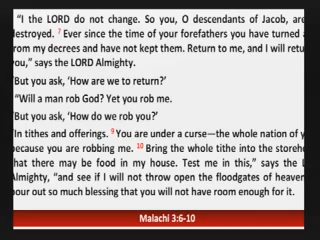 "I the LORD do not change. So you, O descendants of Jacob, are
destroyed. 7 Ever since the time of your forefathers you have turned a
from my decrees and have not kept them. Return to me, and I will retu
you," says the LORD Almighty.
"But you ask, 'How are we to return?'
"Will a man rob God? Yet you rob me.
"But you ask, 'How do we rob you?'
"In tithes and offerings. 9 You are under a curse—the whole nation of y
because you are robbing me. 10 Bring the whole tithe into the storeho
that there may be food in my house. Test me in this," says the L
Almighty, "and see if I will not throw open the floodgates of heaven
pour out so much blessing that you will not have room enough for it.
Malachi 3:6-10